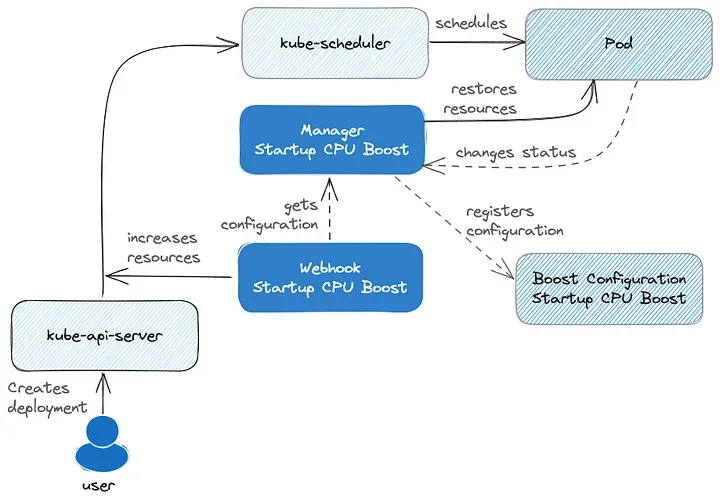 schedules
kube-scheduler
Pod
restores
resources
Manager
Startup CPU Boost
changes status
gets
configuration
registers
configuration
increases
resources
Webhook
Startup CPU Boost
Boost Configuration
Startup CPU Boost
kube-api-server
Creates
deployment
user